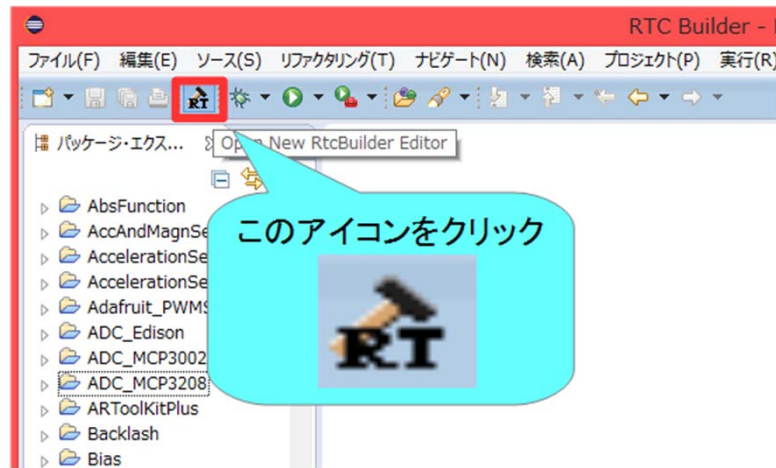 RTC Builder -
ファイル(F) 編集(E) ソース(S) リファクタリング(T) ナビゲート(N) 検索(A) プロジェクト(P) 実行(R)
RT
パッケージ・エクス...
New RtcBuilder Editor
AbsFunction
このアイコンをクリック
AccAndMagnSe
AccelerationSe
AccelerationSe
Adafruit_PWMS
ADC_Edison
RT
ADC_MCP3002
ADC_MCP3208
ARToolKitPlus
Backlash
Bias